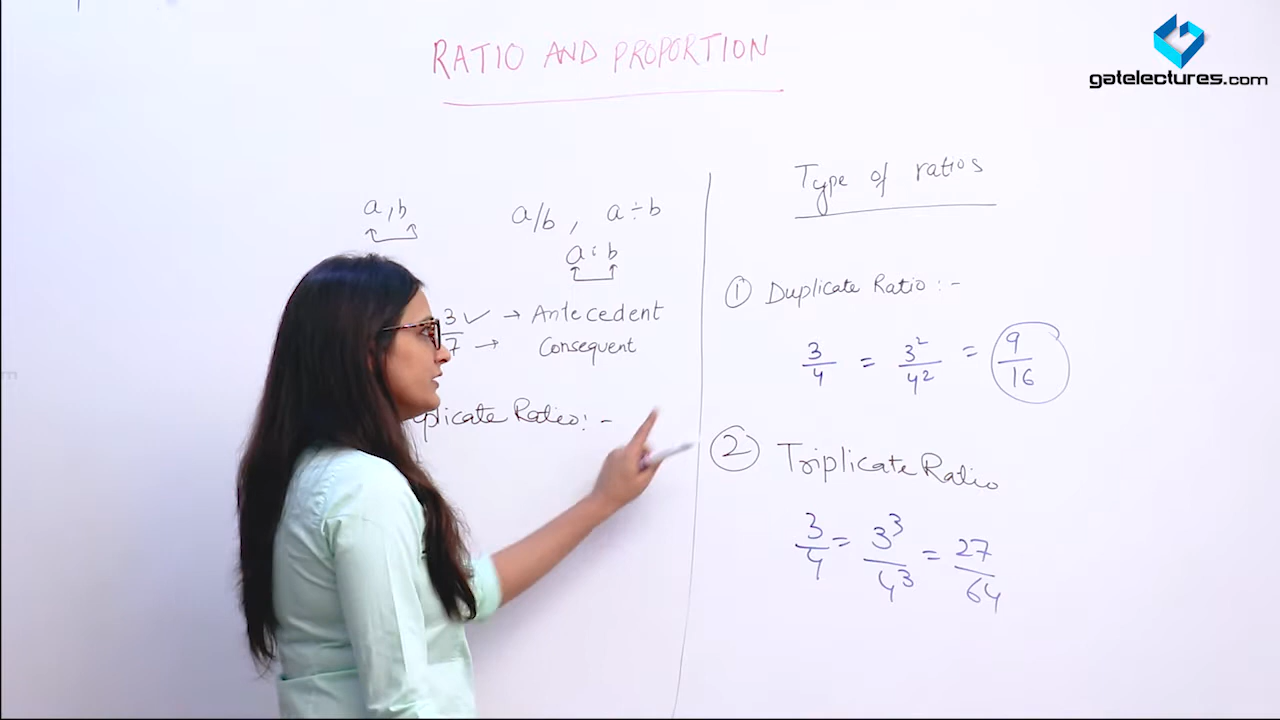 gatelectures.com
RATIO AND PROPORTION
a, b
a/b, a÷b
a:b
3 ✓ → Antecedent
7 → Consequent
Ratio:-
Type of ratios
① Duplicate Ratio :-
3/4 = 3²/4² = 9/16
② Triplicate Ratio
3/4 = 3³/4³ = 27/64